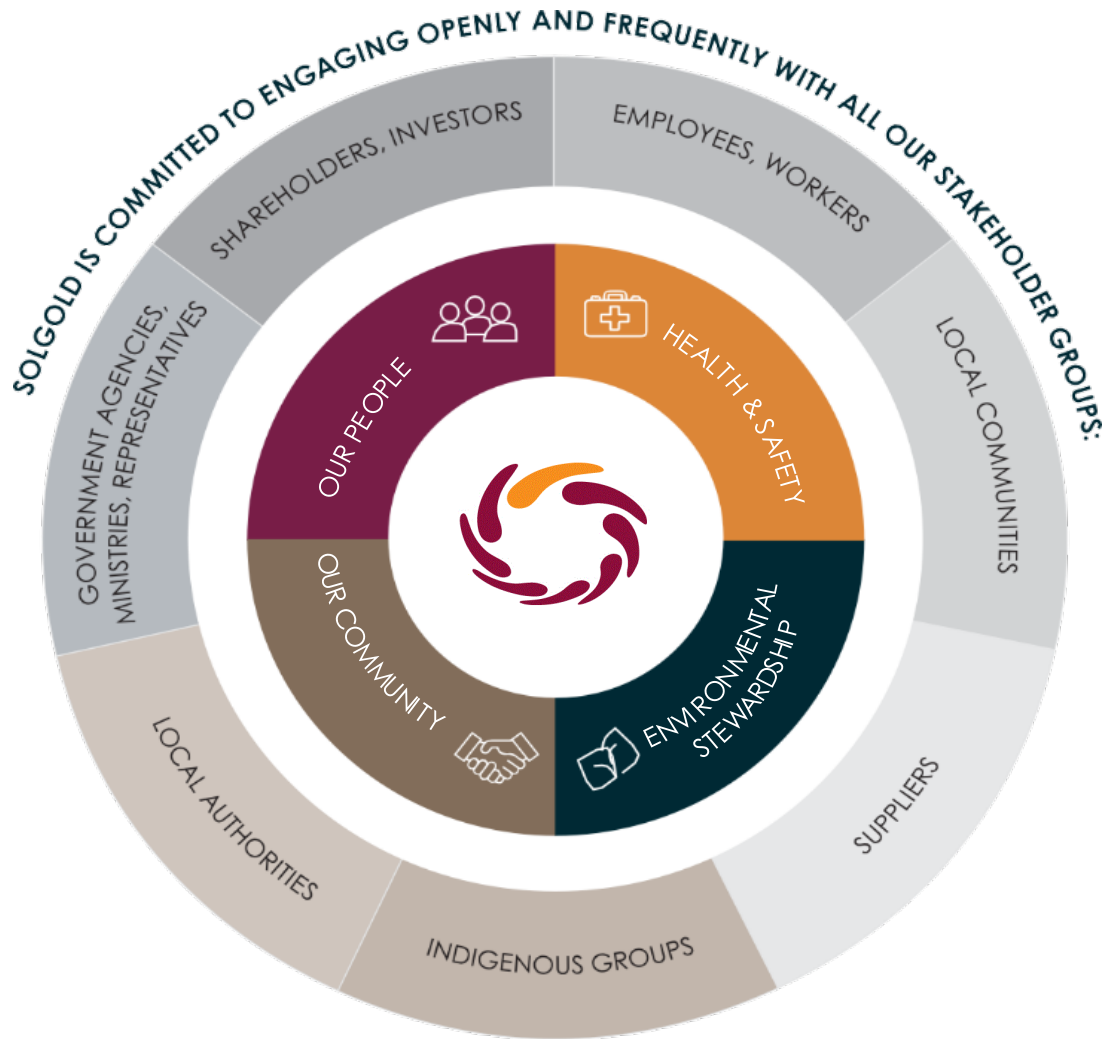 SOLGOLD IS COMMITTED TO ENGAGING OPENLY AND FREQUENTLY WITH ALL OUR STAKEHOLDER GROUPS:
SHAREHOLDERS, INVESTORS
EMPLOYEES, WORKERS
LOCAL COMMUNITIES
SUPPLIERS
INDIGENOUS GROUPS
LOCAL AUTHORITIES
GOVERNMENT AGENCIES,
MINISTRIES, REPRESENTATIVES
OUR PEOPLE
HEALTH & SAFETY
ENVIRONMENTAL
STEWARDSHIP
OUR COMMUNITY